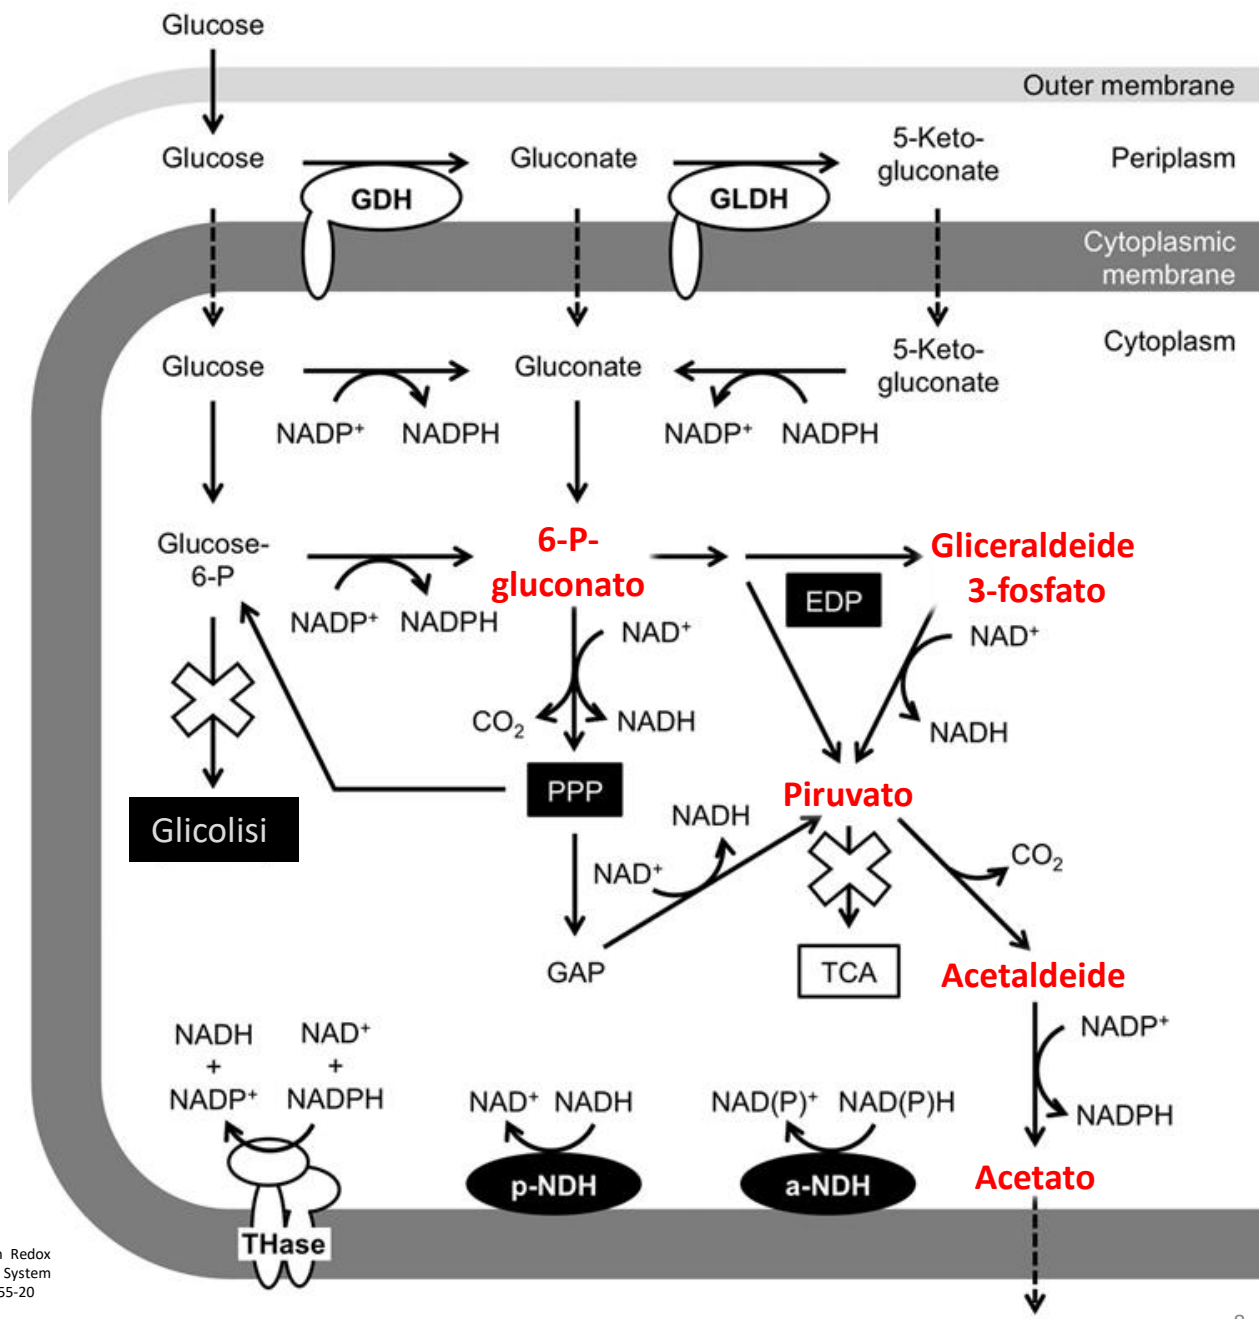 Glucose
Outer membrane
Glucose
GDH
Gluconate
GLDH
5-Keto-
gluconate
Periplasm
Cytoplasmic
membrane
Glucose
NADP⁺ NADPH
Gluconate
NADP⁺ NADPH
5-Keto-
gluconate
Cytoplasm
Glucose-
6-P
NADP⁺ NADPH
6-P-
gluconato
EDP
Gliceraldeide
3-fosfato
NAD⁺
NAD⁺
CO₂
NADH
NADH
Glicolisi
PPP
Piruvato
NADH
NAD⁺
CO₂
GAP
TCA
Acetaldeide
NADH
+
NADP⁺
NAD⁺
+
NADPH
NAD⁺ NADH
NAD(P)⁺ NAD(P)H
NADP⁺
NADPH
p-NDH
a-NDH
Acetato
THase
Redox
System
55-20